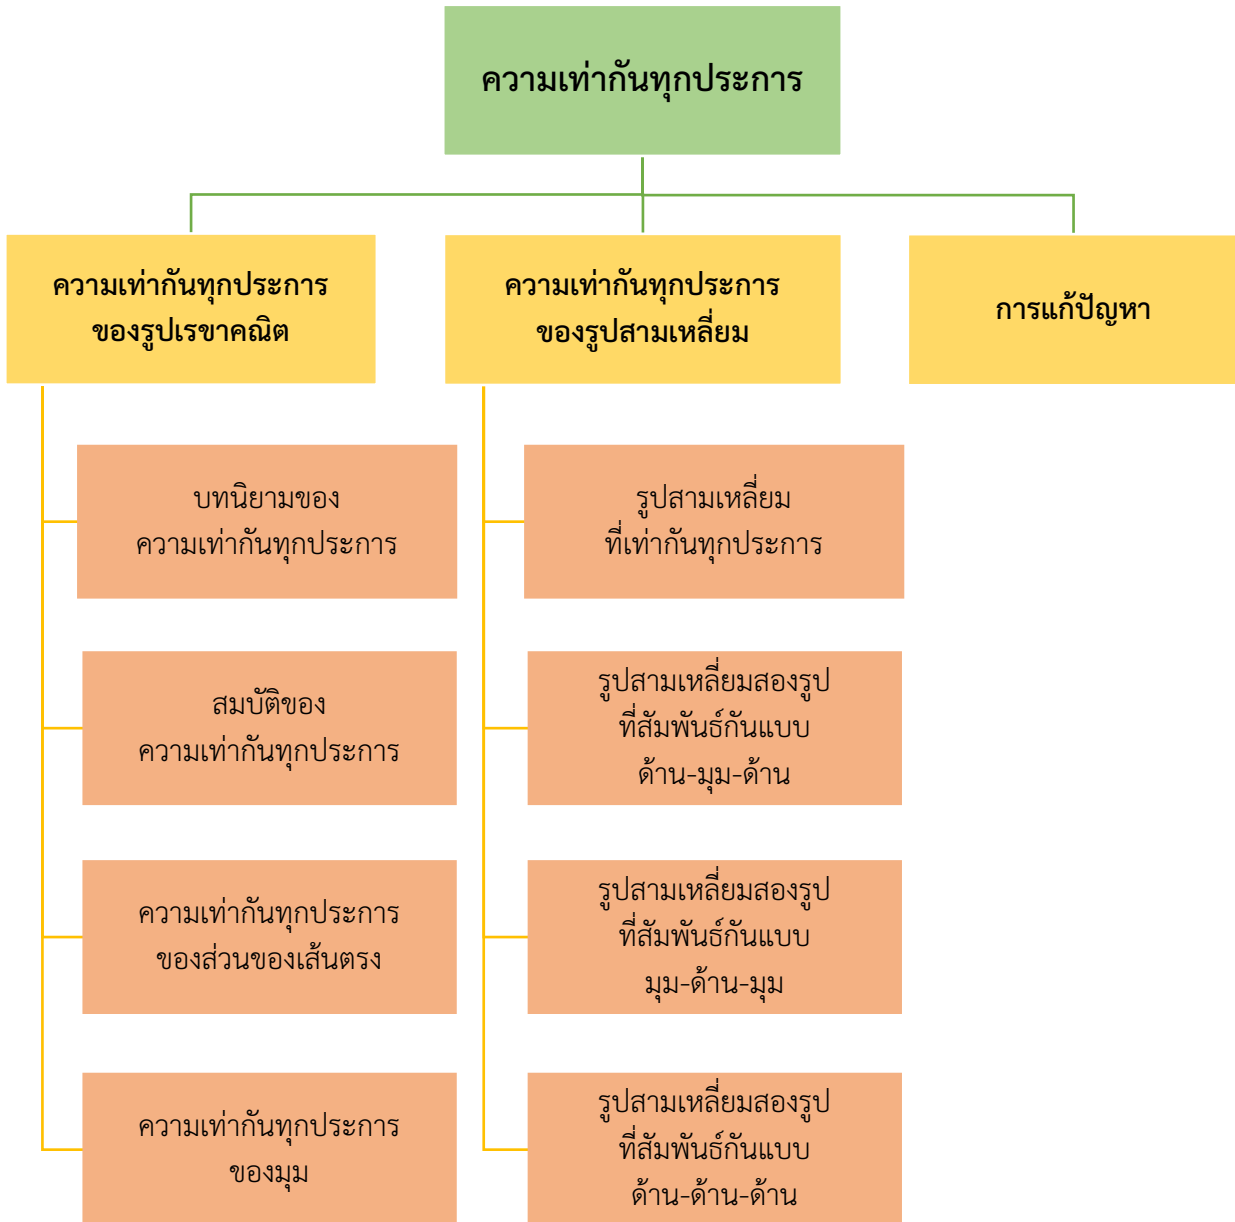 ความเท่ากันทุกประการ
ความเท่ากันทุกประการ
ของรูปเรขาคณิต
ความเท่ากันทุกประการ
ของรูปสามเหลี่ยม
การแก้ปัญหา
บทนิยามของ
ความเท่ากันทุกประการ
สมบัติของ
ความเท่ากันทุกประการ
ความเท่ากันทุกประการ
ของส่วนของเส้นตรง
ความเท่ากันทุกประการ
ของมุม
รูปสามเหลี่ยม
ที่เท่ากันทุกประการ
รูปสามเหลี่ยมสองรูป
ที่สัมพันธ์กันแบบ
ด้าน-มุม-ด้าน
รูปสามเหลี่ยมสองรูป
ที่สัมพันธ์กันแบบ
มุม-ด้าน-มุม
รูปสามเหลี่ยมสองรูป
ที่สัมพันธ์กันแบบ
ด้าน-ด้าน-ด้าน